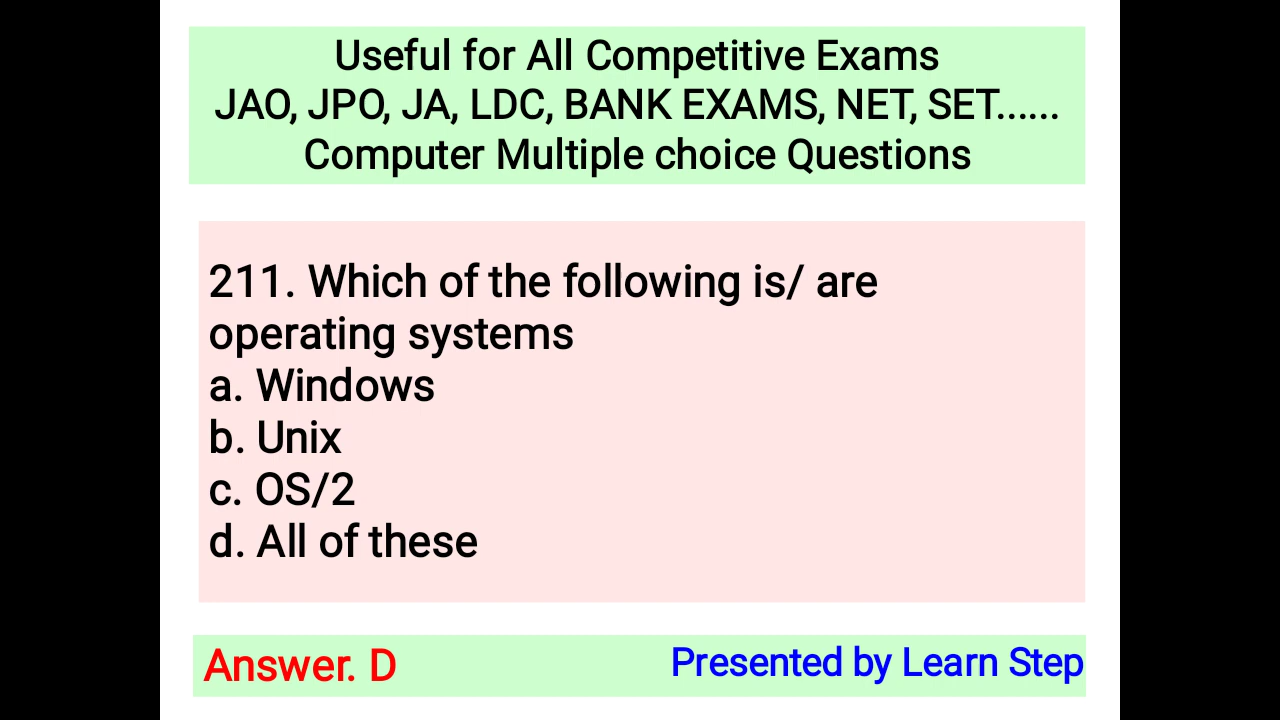 Useful for All Competitive Exams
JAO, JPO, JA, LDC, BANK EXAMS, NET, SET......
Computer Multiple choice Questions
211. Which of the following is/ are
operating systems
a. Windows
b. Unix
c. OS/2
d. All of these
Answer. D
Presented by Learn Step